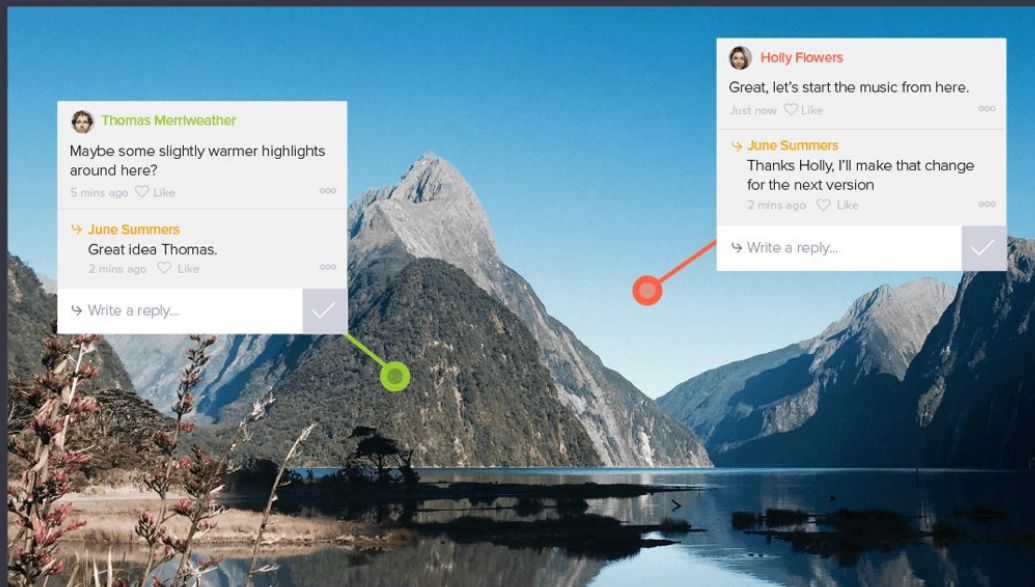 Thomas Merriweather
Maybe some slightly warmer highlights
around here?
5 mins ago Like
June Summers
Great idea Thomas.
2 mins ago Like
Write a reply...
Holly Flowers
Great, let's start the music from here.
Just now Like
June Summers
Thanks Holly, I'll make that change
for the next version
2 mins ago Like
Write a reply...